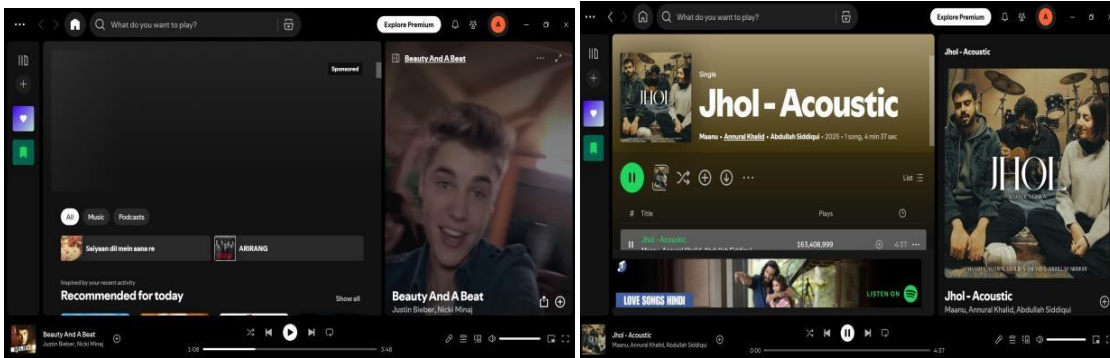 What do you want to play?
Explore Premium
A
Sponsored
Beauty And A Beat
All
Music
Podcasts
Saiyaan dil mein aana re
ARIRANG
Inspired by your recent activity
Recommended for today
Show all
Beauty And A Beat
Justin Bieber, Nicki Minaj
BELIEVE
Beauty And A Beat
Justin Bieber, Nicki Minaj
1:08
3:48
What do you want to play?
Explore Premium
A
JHOL
Single
Jhol - Acoustic
Maanu • Annural Khalid • Abdullah Siddiqui • 2025 • 1 song, 4 min 37 sec
List
# Title
Plays
Jhol - Acoustic
163,408,999
4:37
LOVE SONGS HINDI
LISTEN ON
Jhol - Acoustic
JHOL
Jhol - Acoustic
Maanu, Annural Khalid, Abdullah Siddiqui
Jhol - Acoustic
Maanu, Annural Khalid, Abdullah Siddiqui
0:00
4:37